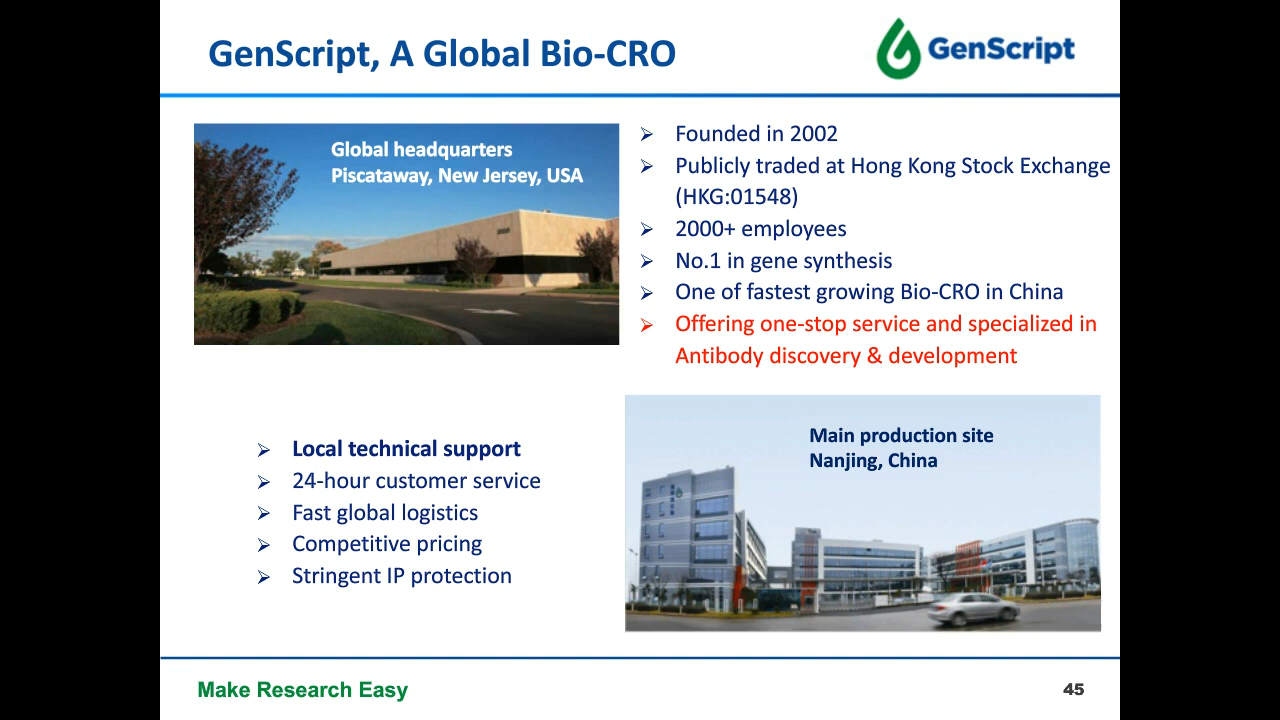 GenScript, A Global Bio-CRO
GenScript
Global headquarters
Piscataway, New Jersey, USA
➢ Founded in 2002
➢ Publicly traded at Hong Kong Stock Exchange
(HKG:01548)
➢ 2000+ employees
➢ No.1 in gene synthesis
➢ One of fastest growing Bio-CRO in China
➢ Offering one-stop service and specialized in
Antibody discovery & development
➢ Local technical support
➢ 24-hour customer service
➢ Fast global logistics
➢ Competitive pricing
➢ Stringent IP protection
Main production site
Nanjing, China
Make Research Easy
45